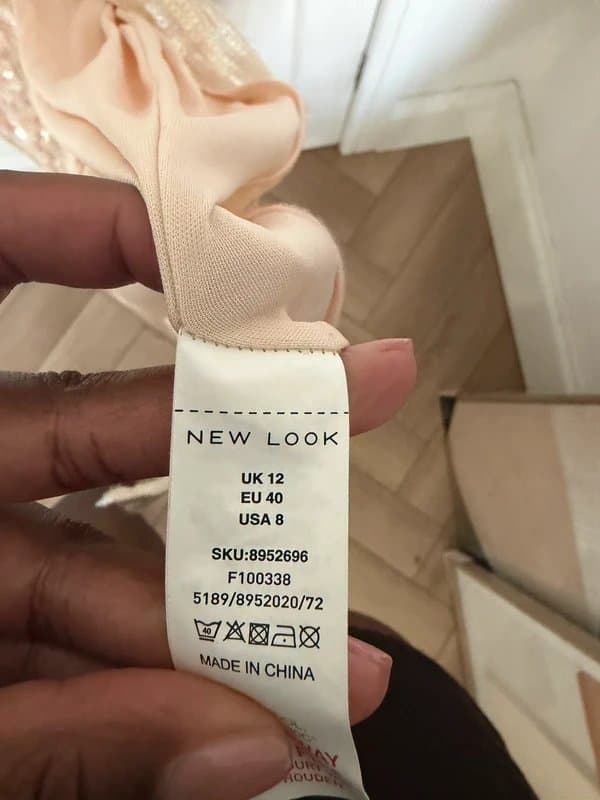 NEW LOOK
UK 12
EU 40
USA 8
SKU:8952696
F100338
5189/8952020/72
40
MADE IN CHINA